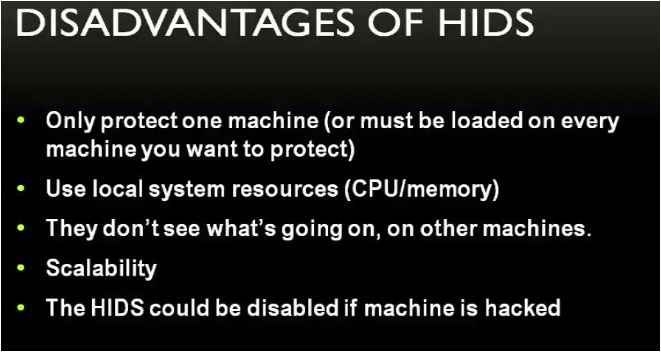 DISADVANTAGES OF HIDS
• Only protect one machine (or must be loaded on every
machine you want to protect)
• Use local system resources (CPU/memory)
• They don't see what's going on, on other machines.
• Scalability
• The HIDS could be disabled if machine is hacked